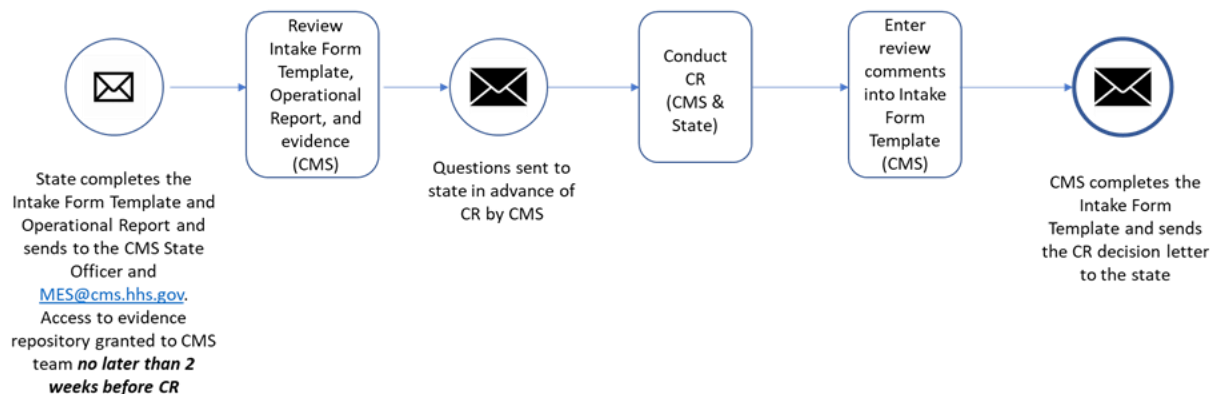 Review
Intake Form
Template,
Operational
Report, and
evidence
(CMS)
Conduct
CR
(CMS &
State)
Enter
review
comments
into Intake
Form
Template
(CMS)
State completes the
Intake Form Template and
Operational Report and
sends to the CMS State
Officer and
MES@cms.hhs.gov.
Access to evidence
repository granted to CMS
team no later than 2
weeks before CR
Questions sent to
state in advance of
CR by CMS
CMS completes the
Intake Form
Template and sends
the CR decision letter
to the state